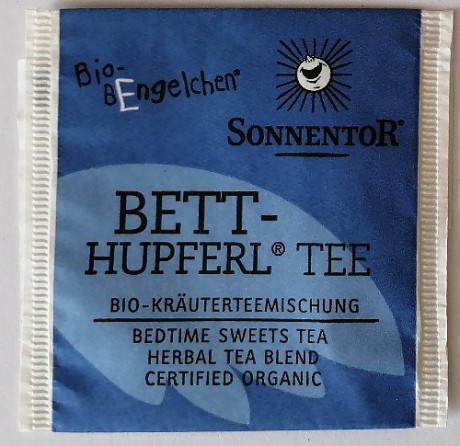 Bio-
BEngelchen®
SONNENTOR®
BETT-
HUPFERL® TEE
BIO-KRÄUTERTEEMISCHUNG
BEDTIME SWEETS TEA
HERBAL TEA BLEND
CERTIFIED ORGANIC